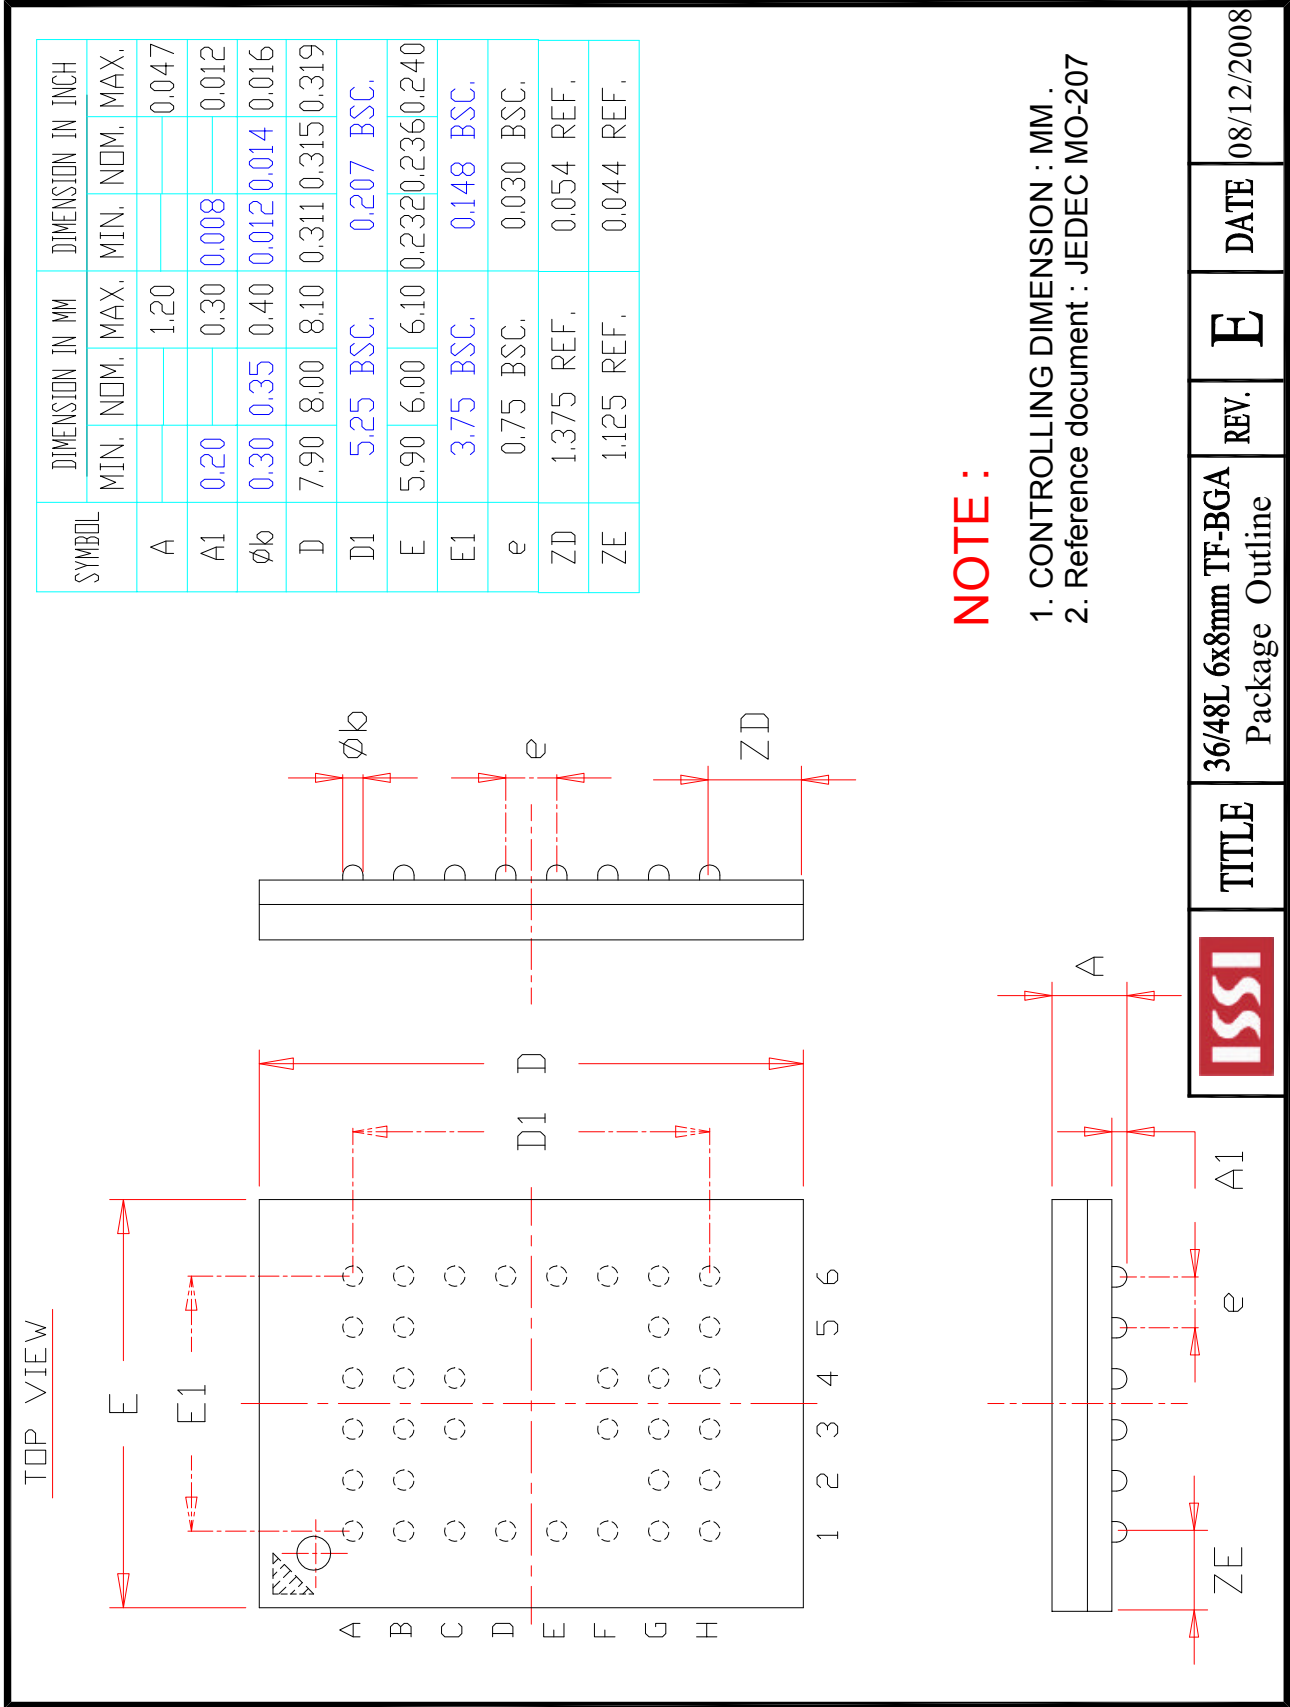 TOP VIEW
E
E1
A
B
C
D
E
F
G
H
1 2 3 4 5 6
D1
D
Øb
e
ZD
ZE
e
A1
A
SYMBOL DIMENSION IN MM DIMENSION IN INCH
MIN. NOM. MAX. MIN. NOM. MAX.
A 1.20 0.047
A1 0.20 0.30 0.008 0.012
Øb 0.30 0.35 0.40 0.012 0.014 0.016
D 7.90 8.00 8.10 0.311 0.315 0.319
D1 5.25 BSC. 0.207 BSC.
E 5.90 6.00 6.10 0.232 0.236 0.240
E1 3.75 BSC. 0.148 BSC.
e 0.75 BSC. 0.030 BSC.
ZD 1.375 REF. 0.054 REF.
ZE 1.125 REF. 0.044 REF.
NOTE :
1. CONTROLLING DIMENSION : MM .
2. Reference document : JEDEC MO-207
ISSI
TITLE
36/48L 6x8mm TF-BGA
Package Outline
REV.
E
DATE
08/12/2008